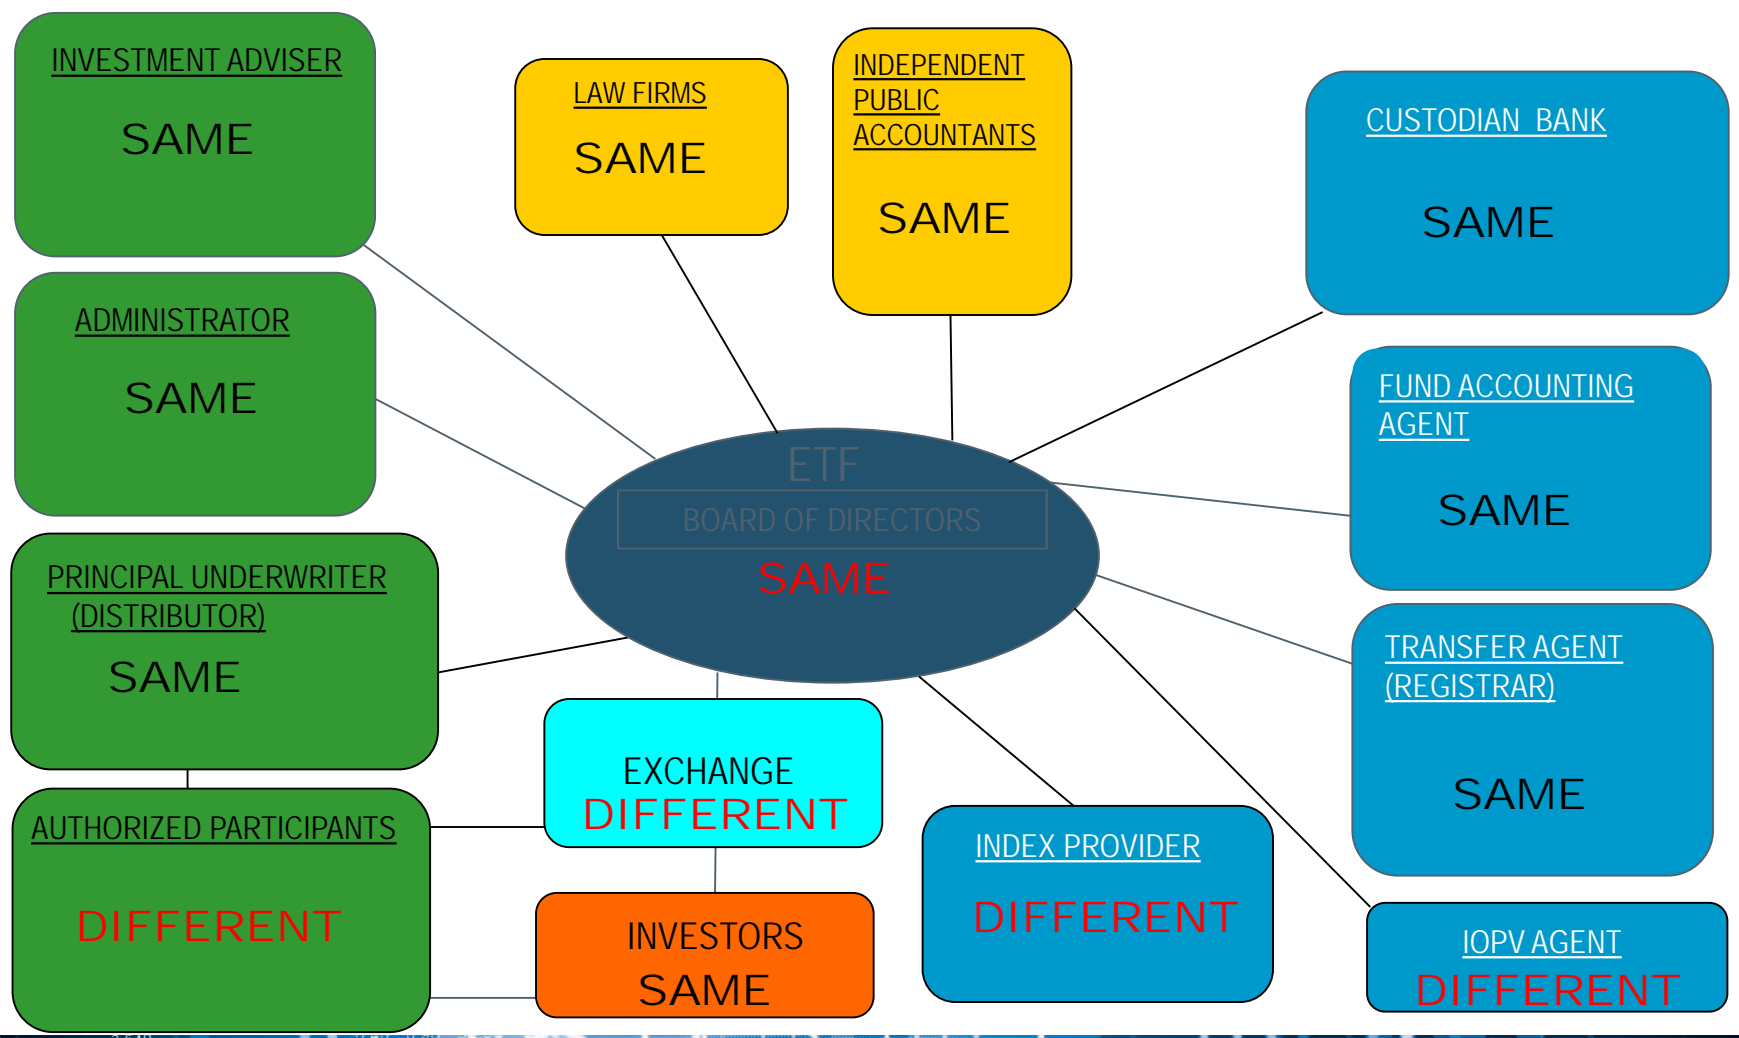 INVESTMENT ADVISER
SAME
LAW FIRMS
SAME
INDEPENDENT
PUBLIC
ACCOUNTANTS
SAME
CUSTODIAN BANK
SAME
ADMINISTRATOR
SAME
FUND ACCOUNTING
AGENT
SAME
ETF
BOARD OF DIRECTORS
SAME
PRINCIPAL UNDERWRITER
(DISTRIBUTOR)
SAME
TRANSFER AGENT
(REGISTRAR)
SAME
EXCHANGE
DIFFERENT
AUTHORIZED PARTICIPANTS
DIFFERENT
INDEX PROVIDER
DIFFERENT
INVESTORS
SAME
IOPV AGENT
DIFFERENT